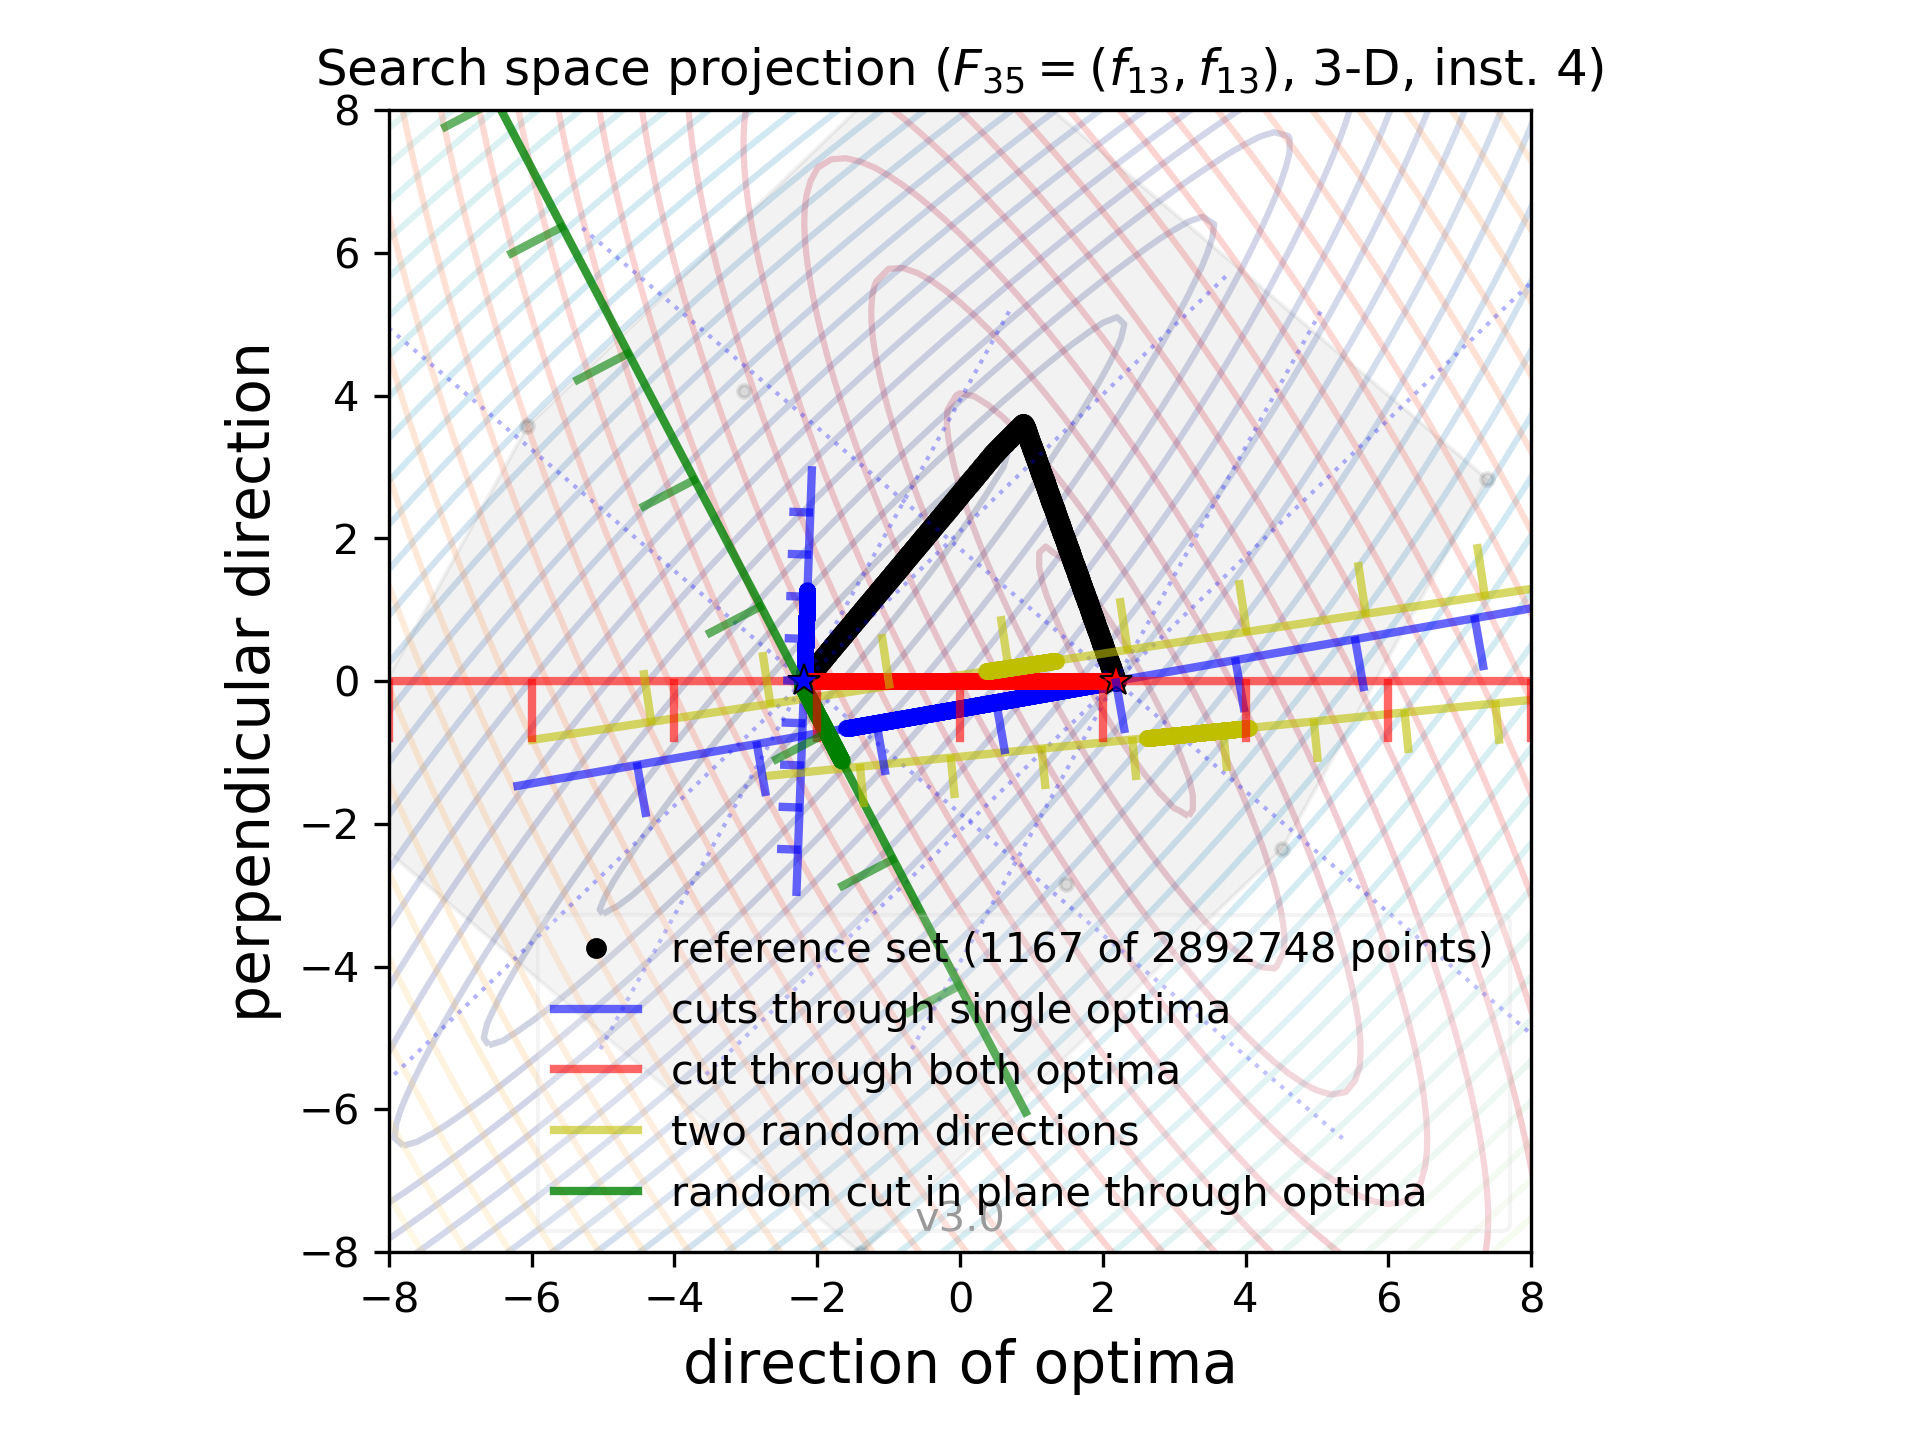 Search space projection (F₃₅ = (f₁₃, f₁₃), 3-D, inst. 4)
8
6
4
2
0
−2
−4
−6
−8
perpendicular direction
reference set (1167 of 2892748 points)
cuts through single optima
cut through both optima
two random directions
random cut in plane through optima
v3.0
−8 −6 −4 −2 0 2 4 6 8
direction of optima